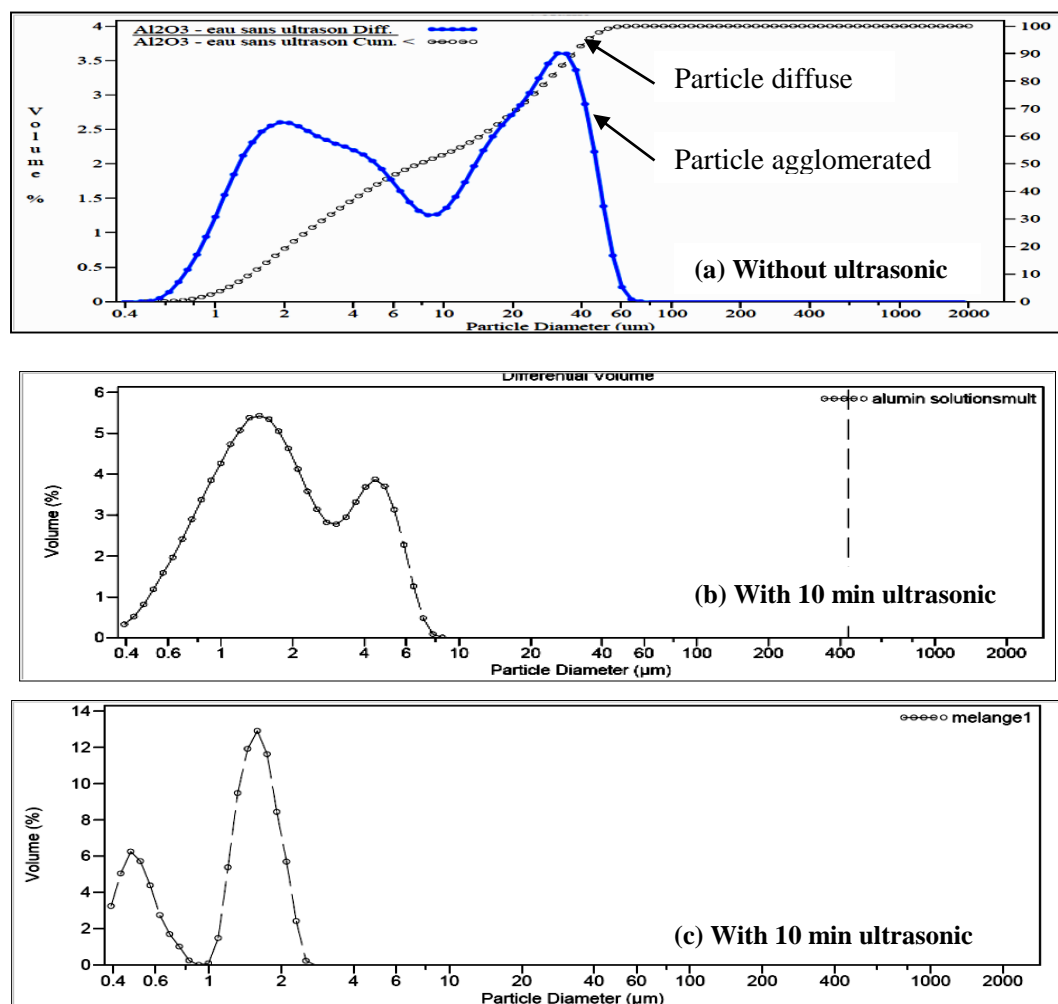 Al2O3 - eau sans ultrason Diff.
Al2O3 - eau sans ultrason Cum. <
4
3.5
3
2.5
2
1.5
1
0.5
0
Volume
%
100
90
80
70
60
50
40
30
20
10
0
Particle diffuse
Particle agglomerated
(a) Without ultrasonic
0.4 1 2 4 6 10 20 40 60 100 200 400 1000 2000
Particle Diameter (um)
Differential Volume
alumin solutionsmult
6
5
4
3
2
1
0
Volume (%)
(b) With 10 min ultrasonic
0.4 0.6 1 2 4 6 10 20 40 60 100 200 400 1000 2000
Particle Diameter (µm)
melange1
14
12
10
8
6
4
2
0
Volume (%)
(c) With 10 min ultrasonic
0.4 0.6 1 2 4 6 10 20 40 60 100 200 400 1000 2000
Particle Diameter (µm)